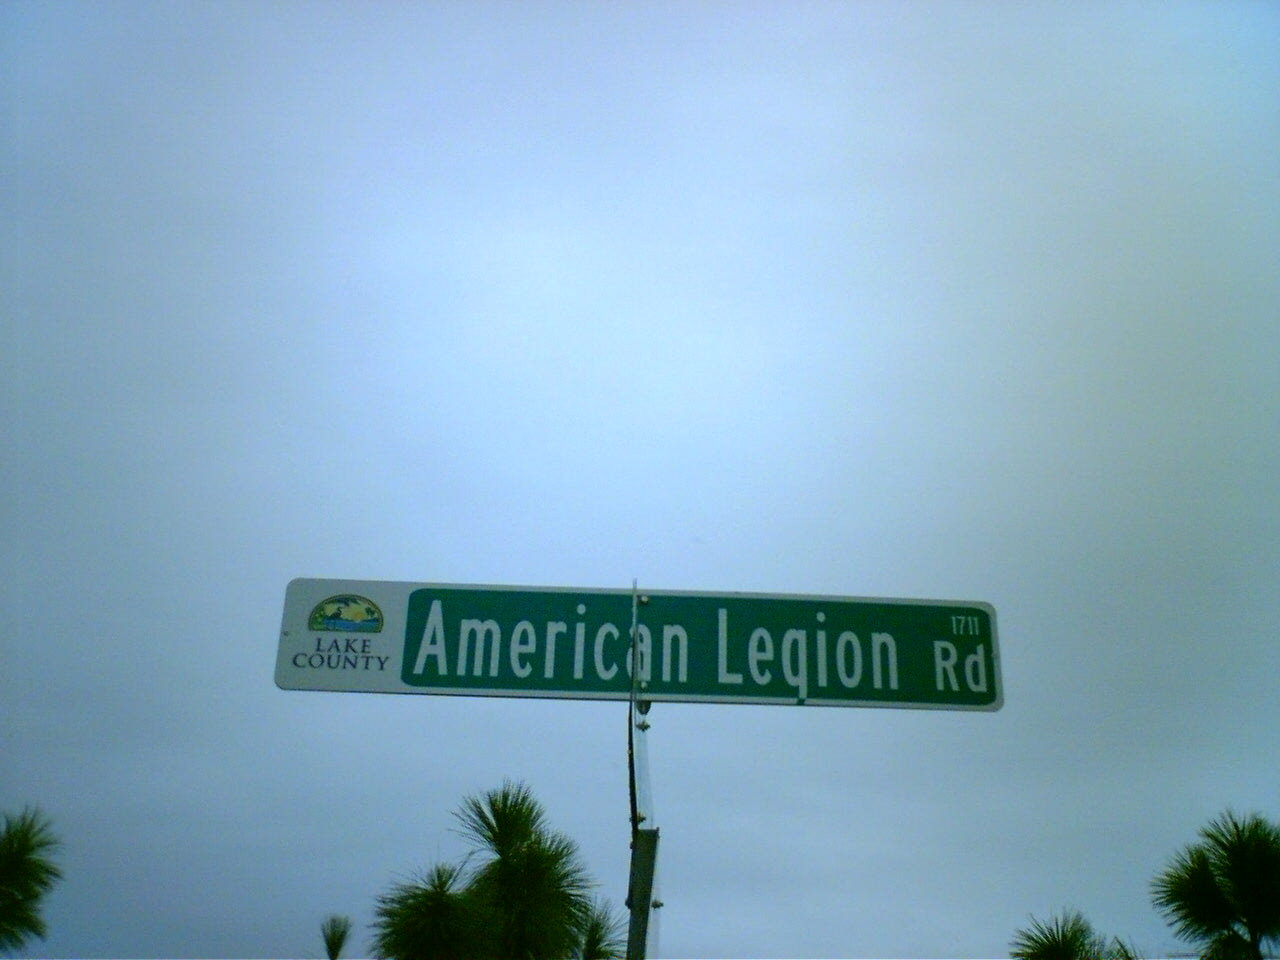 LAKE
COUNTY
American Legion Rd
1711